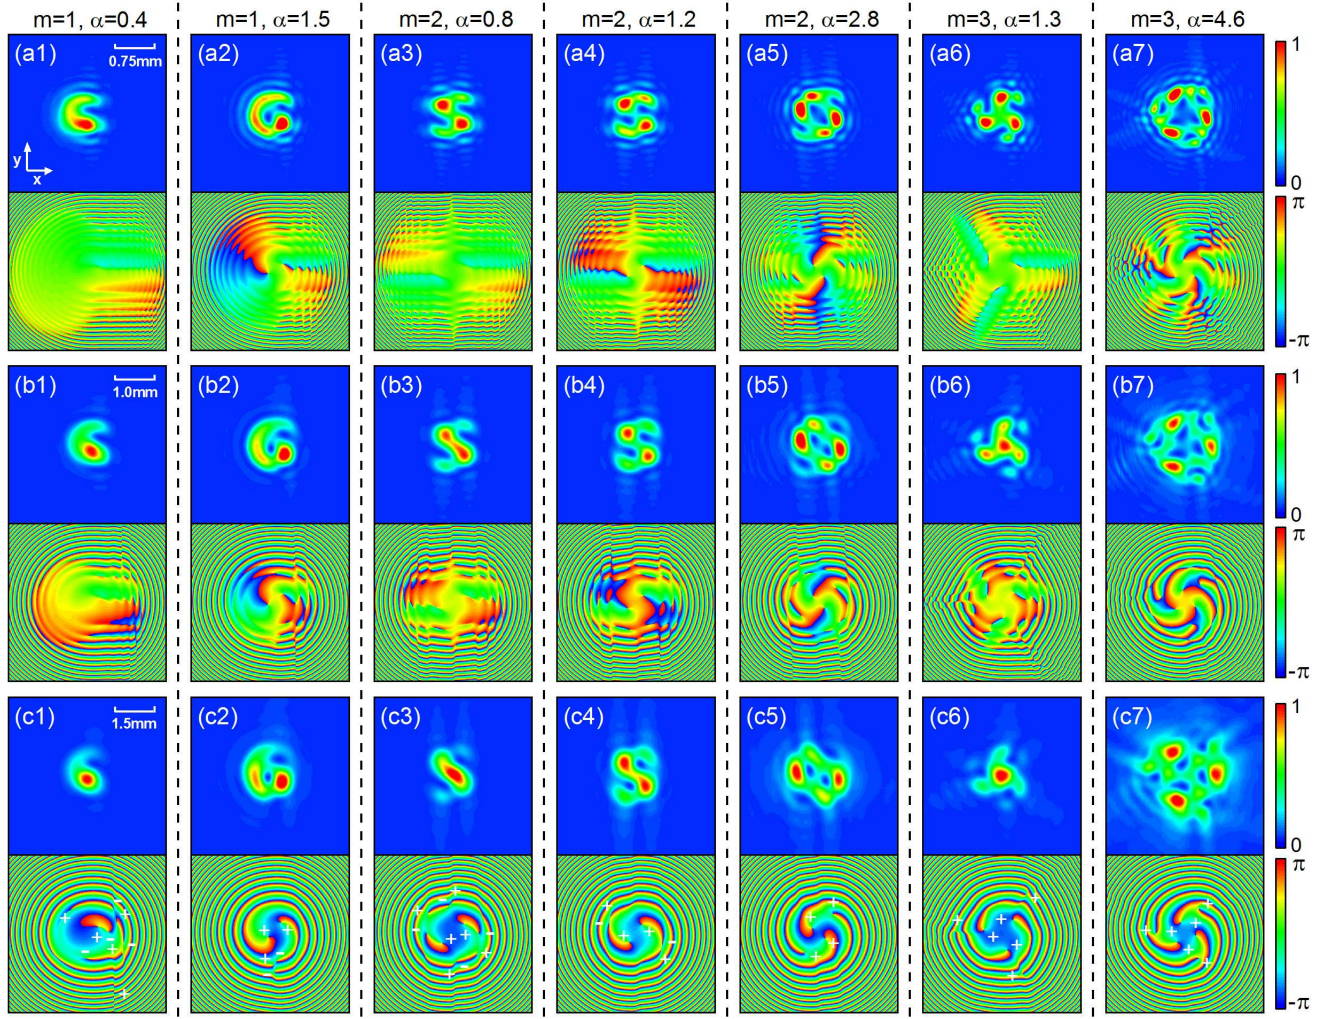 m=1, α=0.4 m=1, α=1.5 m=2, α=0.8 m=2, α=1.2 m=2, α=2.8 m=3, α=1.3 m=3, α=4.6
(a1) (a2) (a3) (a4) (a5) (a6) (a7) 1
0.75mm
y
x
0
π
-π
(b1) (b2) (b3) (b4) (b5) (b6) (b7) 1
1.0mm
0
π
-π
(c1) (c2) (c3) (c4) (c5) (c6) (c7) 1
1.5mm
0
π
-π